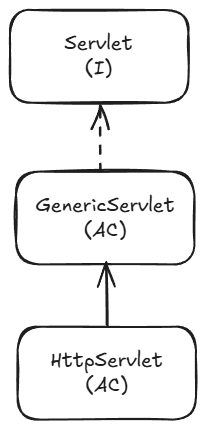 Servlet
(I)
GenericServlet
(AC)
HttpServlet
(AC)